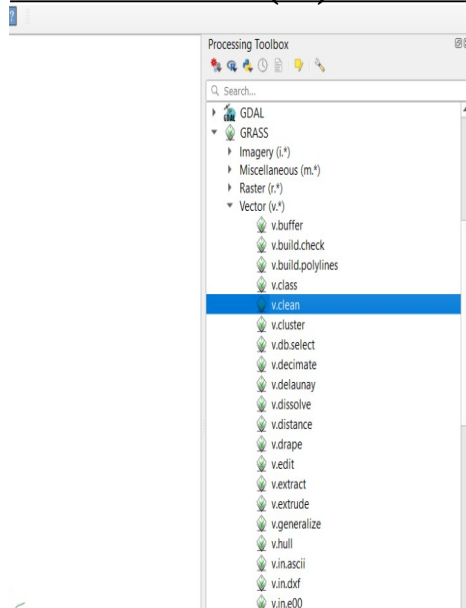 Processing Toolbox
Search...
GDAL
GRASS
Imagery (i.*)
Miscellaneous (m.*)
Raster (r.*)
Vector (v.*)
v.buffer
v.build.check
v.build.polylines
v.class
v.clean
v.cluster
v.db.select
v.decimate
v.delaunay
v.dissolve
v.distance
v.drape
v.edit
v.extract
v.extrude
v.generalize
v.hull
v.in.ascii
v.in.dxf
v.in.e00